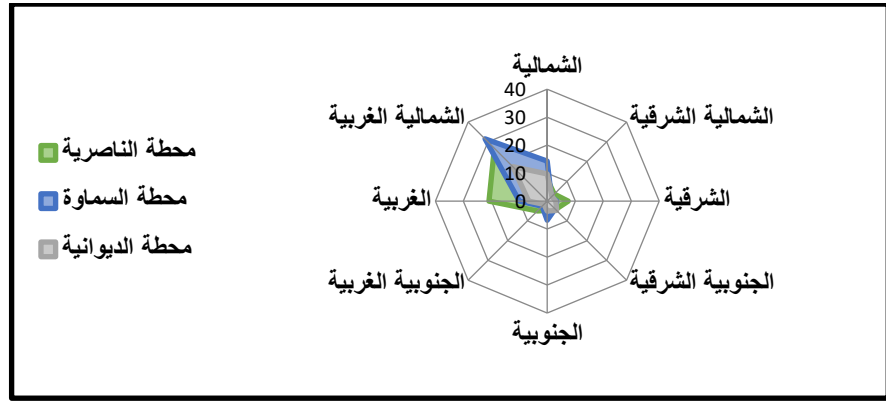 الشمالية
الشمالية الشرقية
الشرقية
الجنوبية الشرقية
الجنوبية
الجنوبية الغربية
الغربية
الشمالية الغربية
40
30
20
10
0
محطة الناصرية
محطة السماوة
محطة الديوانية